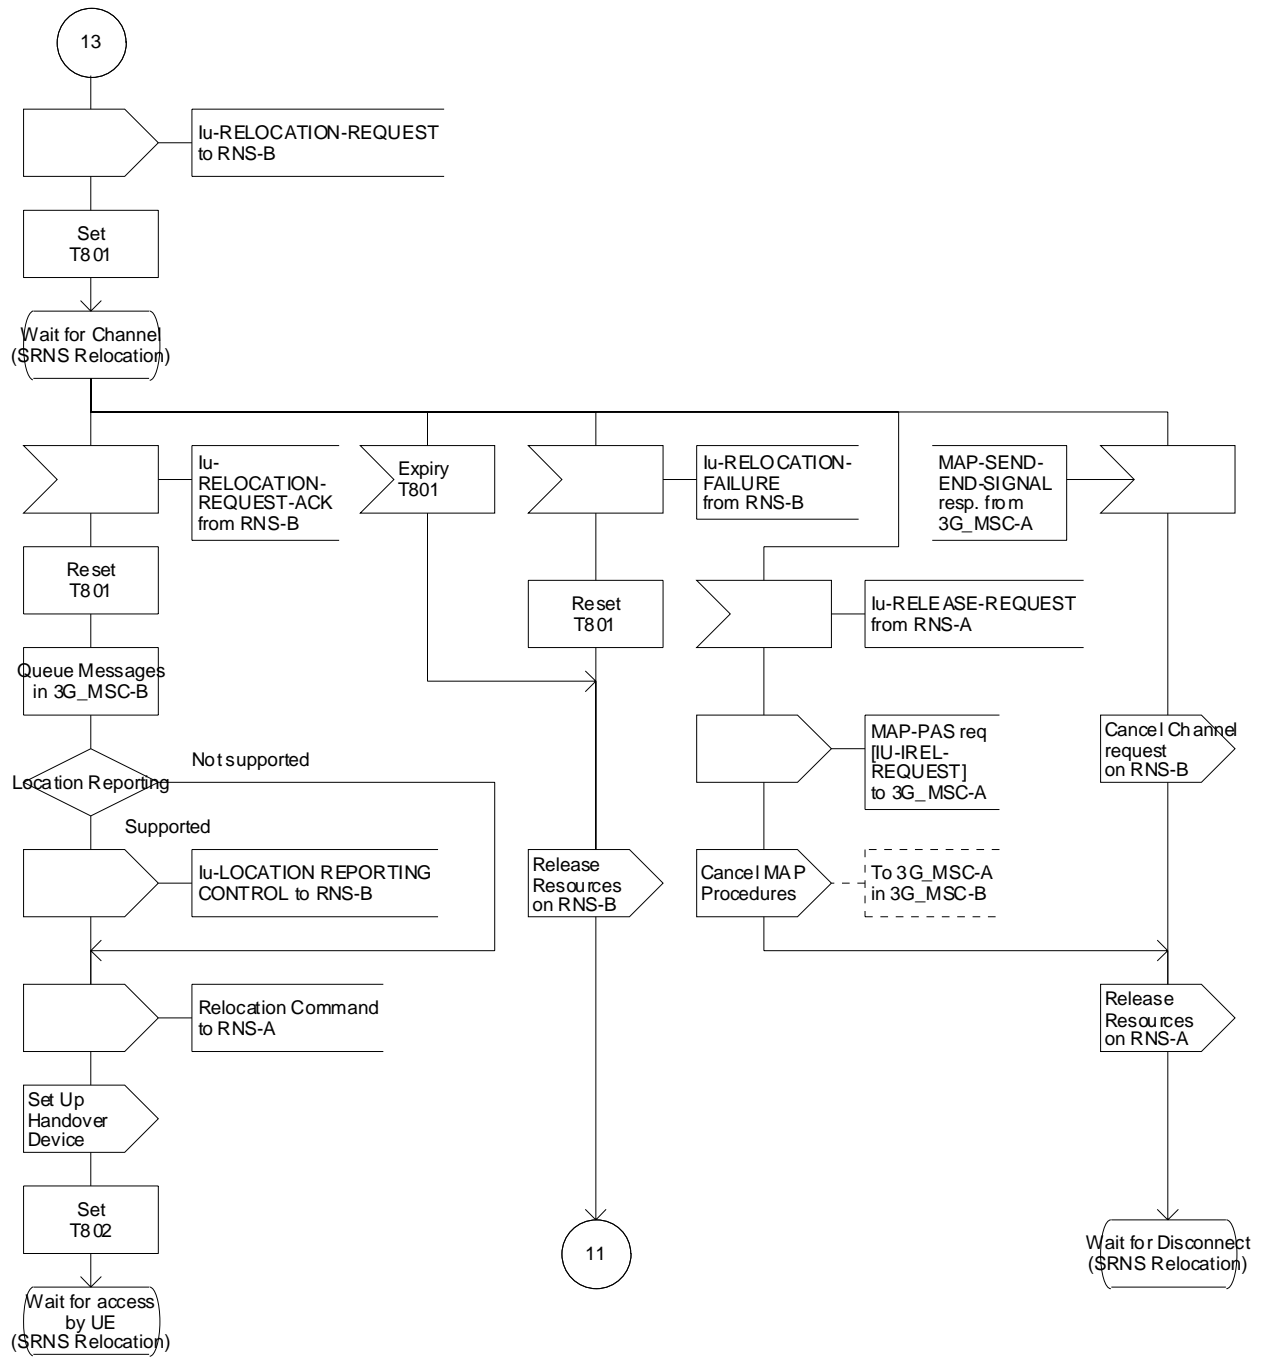 13
Iu-RELOCATION-REQUEST
to RNS-B
Set
T801
Wait for Channel
(SRNS Relocation)
Iu-
RELOCATION-
REQUEST-ACK
from RNS-B
Expiry
T801
Iu-RELOCATION-
FAILURE
from RNS-B
MAP-SEND-
END-SIGNAL
resp. from
3G_MSC-A
Reset
T801
Reset
T801
Iu-RELEASE-REQUEST
from RNS-A
Queue Messages
in 3G_MSC-B
MAP-PAS req
[IU-IREL-
REQUEST]
to 3G_MSC-A
Cancel Channel
request
on RNS-B
Not supported
Location Reporting
Supported
Iu-LOCATION REPORTING
CONTROL to RNS-B
Release
Resources
on RNS-B
Cancel MAP
Procedures
To 3G_MSC-A
in 3G_MSC-B
Relocation Command
to RNS-A
Release
Resources
on RNS-A
Set Up
Handover
Device
Set
T802
11
Wait for Disconnect
(SRNS Relocation)
Wait for access
by UE
(SRNS Relocation)